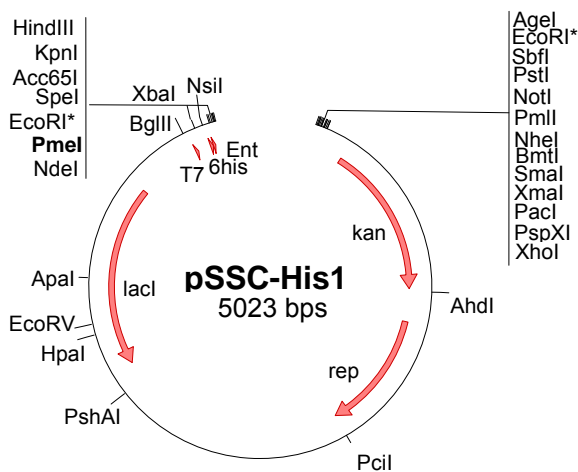 HindIII
KpnI
Acc65I
SpeI
EcoRI*
PmeI
NdeI
XbaI
NsiI
BglII
T7
6his
Ent
AgeI
EcoRI*
SbfI
PstI
NotI
PmlI
NheI
BmtI
SmaI
XmaI
PacI
PspXI
XhoI
kan
ApaI
lacI
pSSC-His1
5023 bps
AhdI
EcoRV
HpaI
rep
PshAI
PciI